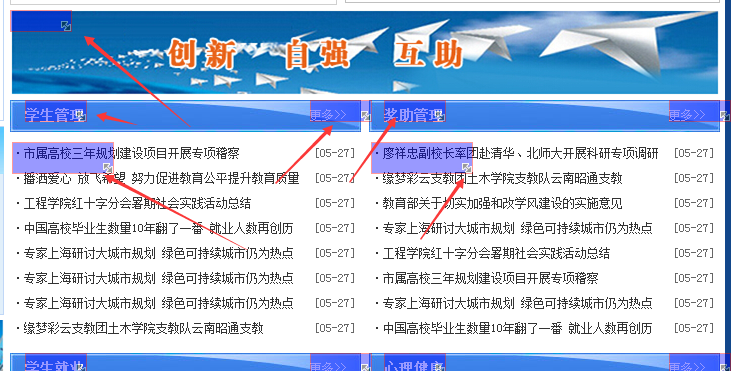 创新 自强 互助
学生管理 更多>>
· 市属高校三年规划建设项目开展专项稽察 [05-27]
· 播洒爱心 放飞希望 努力促进教育公平提升教育质量 [05-27]
· 工程学院红十字分会暑期社会实践活动总结 [05-27]
· 中国高校毕业生数量10年翻了一番 就业人数再创历 [05-27]
· 专家上海研讨大城市规划 绿色可持续城市仍为热点 [05-27]
· 专家上海研讨大城市规划 绿色可持续城市仍为热点 [05-27]
· 专家上海研讨大城市规划 绿色可持续城市仍为热点 [05-27]
· 缘梦彩云支教团土木学院支教队云南昭通支教 [05-27]
奖助管理 更多>>
· 廖祥忠副校长率团赴清华、北师大开展科研专项调研 [05-27]
· 缘梦彩云支教团土木学院支教队云南昭通支教 [05-27]
· 教育部关于切实加强和改学风建设的实施意见 [05-27]
· 专家上海研讨大城市规划 绿色可持续城市仍为热点 [05-27]
· 工程学院红十字分会暑期社会实践活动总结 [05-27]
· 市属高校三年规划建设项目开展专项稽察 [05-27]
· 专家上海研讨大城市规划 绿色可持续城市仍为热点 [05-27]
· 中国高校毕业生数量10年翻了一番 就业人数再创历 [05-27]
学生就业 更多>>
心理健康 更多>>